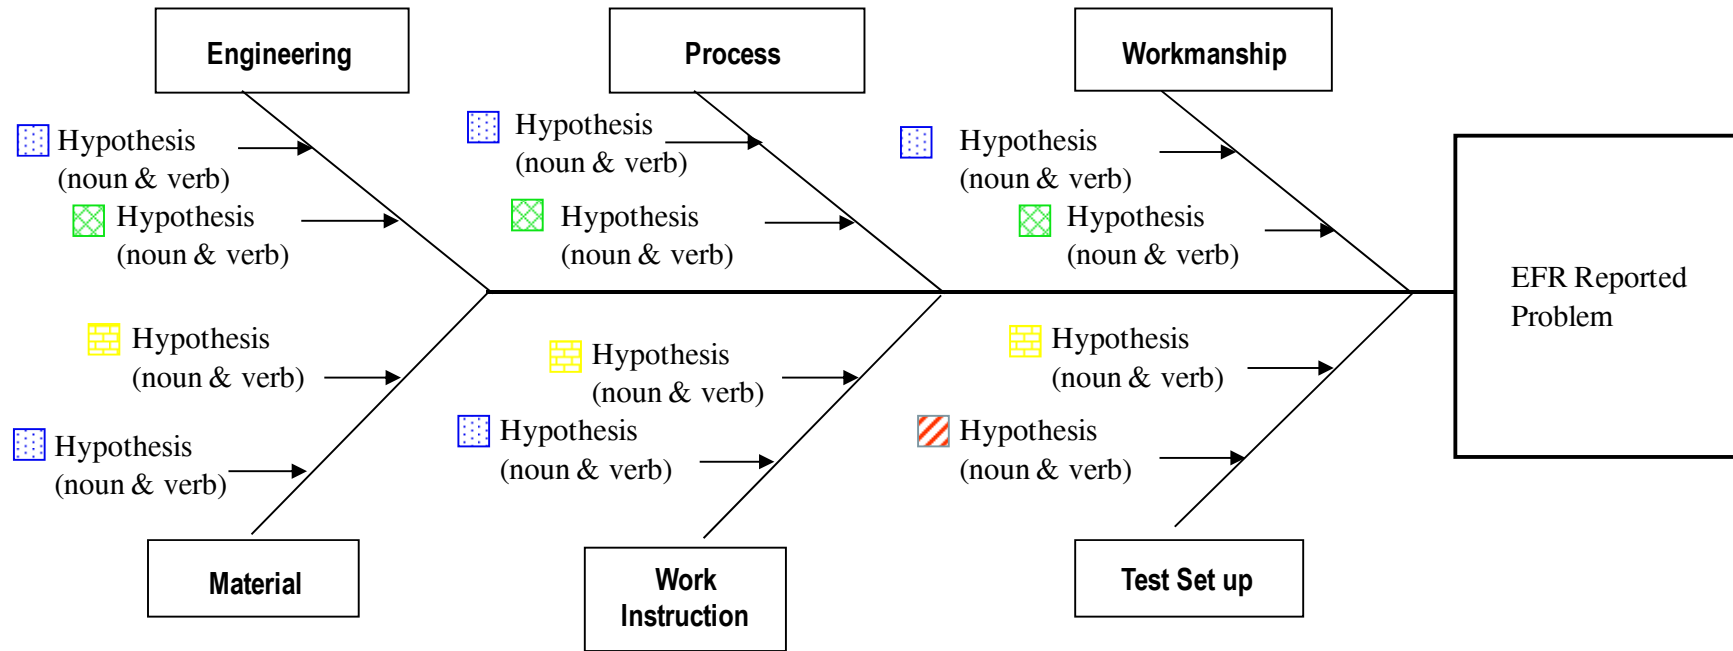 Engineering
Process
Workmanship
Hypothesis
(noun & verb)
Hypothesis
(noun & verb)
Hypothesis
(noun & verb)
Hypothesis
(noun & verb)
Hypothesis
(noun & verb)
Hypothesis
(noun & verb)
EFR Reported
Problem
Hypothesis
(noun & verb)
Hypothesis
(noun & verb)
Hypothesis
(noun & verb)
Hypothesis
(noun & verb)
Hypothesis
(noun & verb)
Hypothesis
(noun & verb)
Material
Work
Instruction
Test Set up